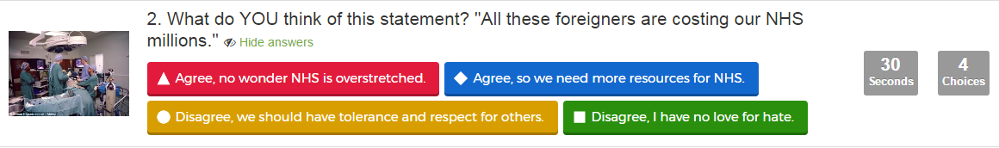 2. What do YOU think of this statement? "All these foreigners are costing our NHS
millions." Hide answers
Agree, no wonder NHS is overstretched.
Agree, so we need more resources for NHS.
Disagree, we should have tolerance and respect for others.
Disagree, I have no love for hate.
30
Seconds
4
Choices